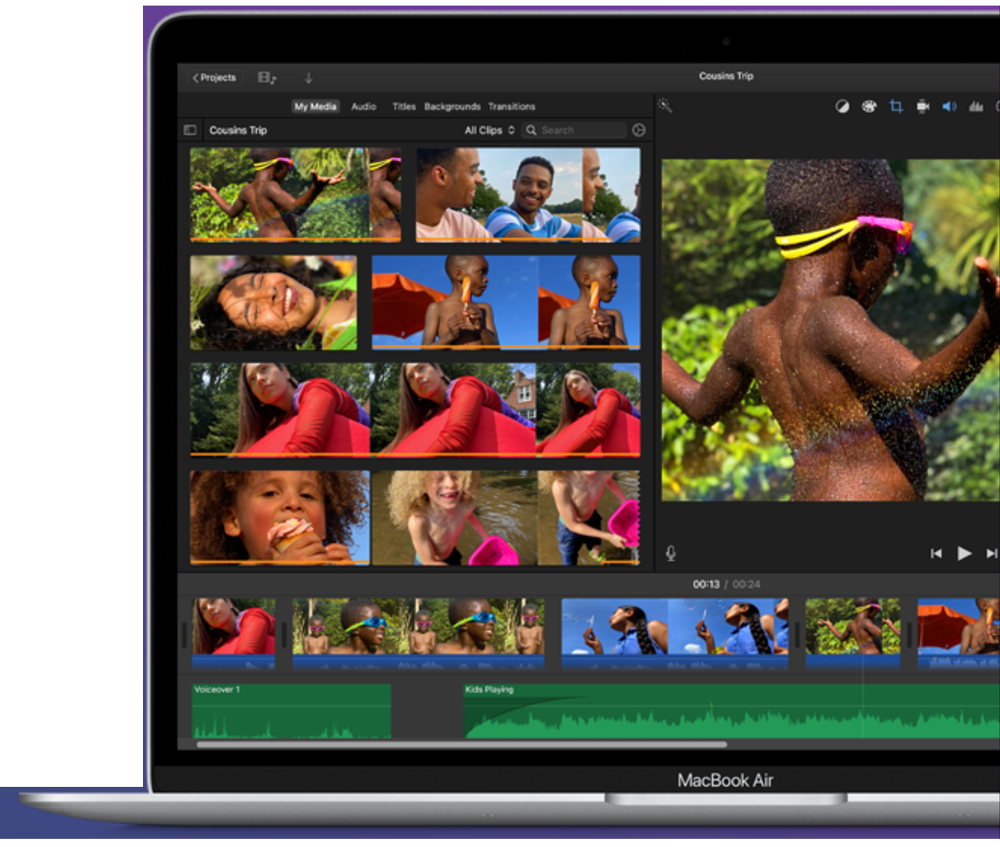 Projects
Cousins Trip
My Media Audio Titles Backgrounds Transitions
Cousins Trip All Clips Search
00:13 / 00:24
Voiceover 1 Kids Playing
MacBook Air